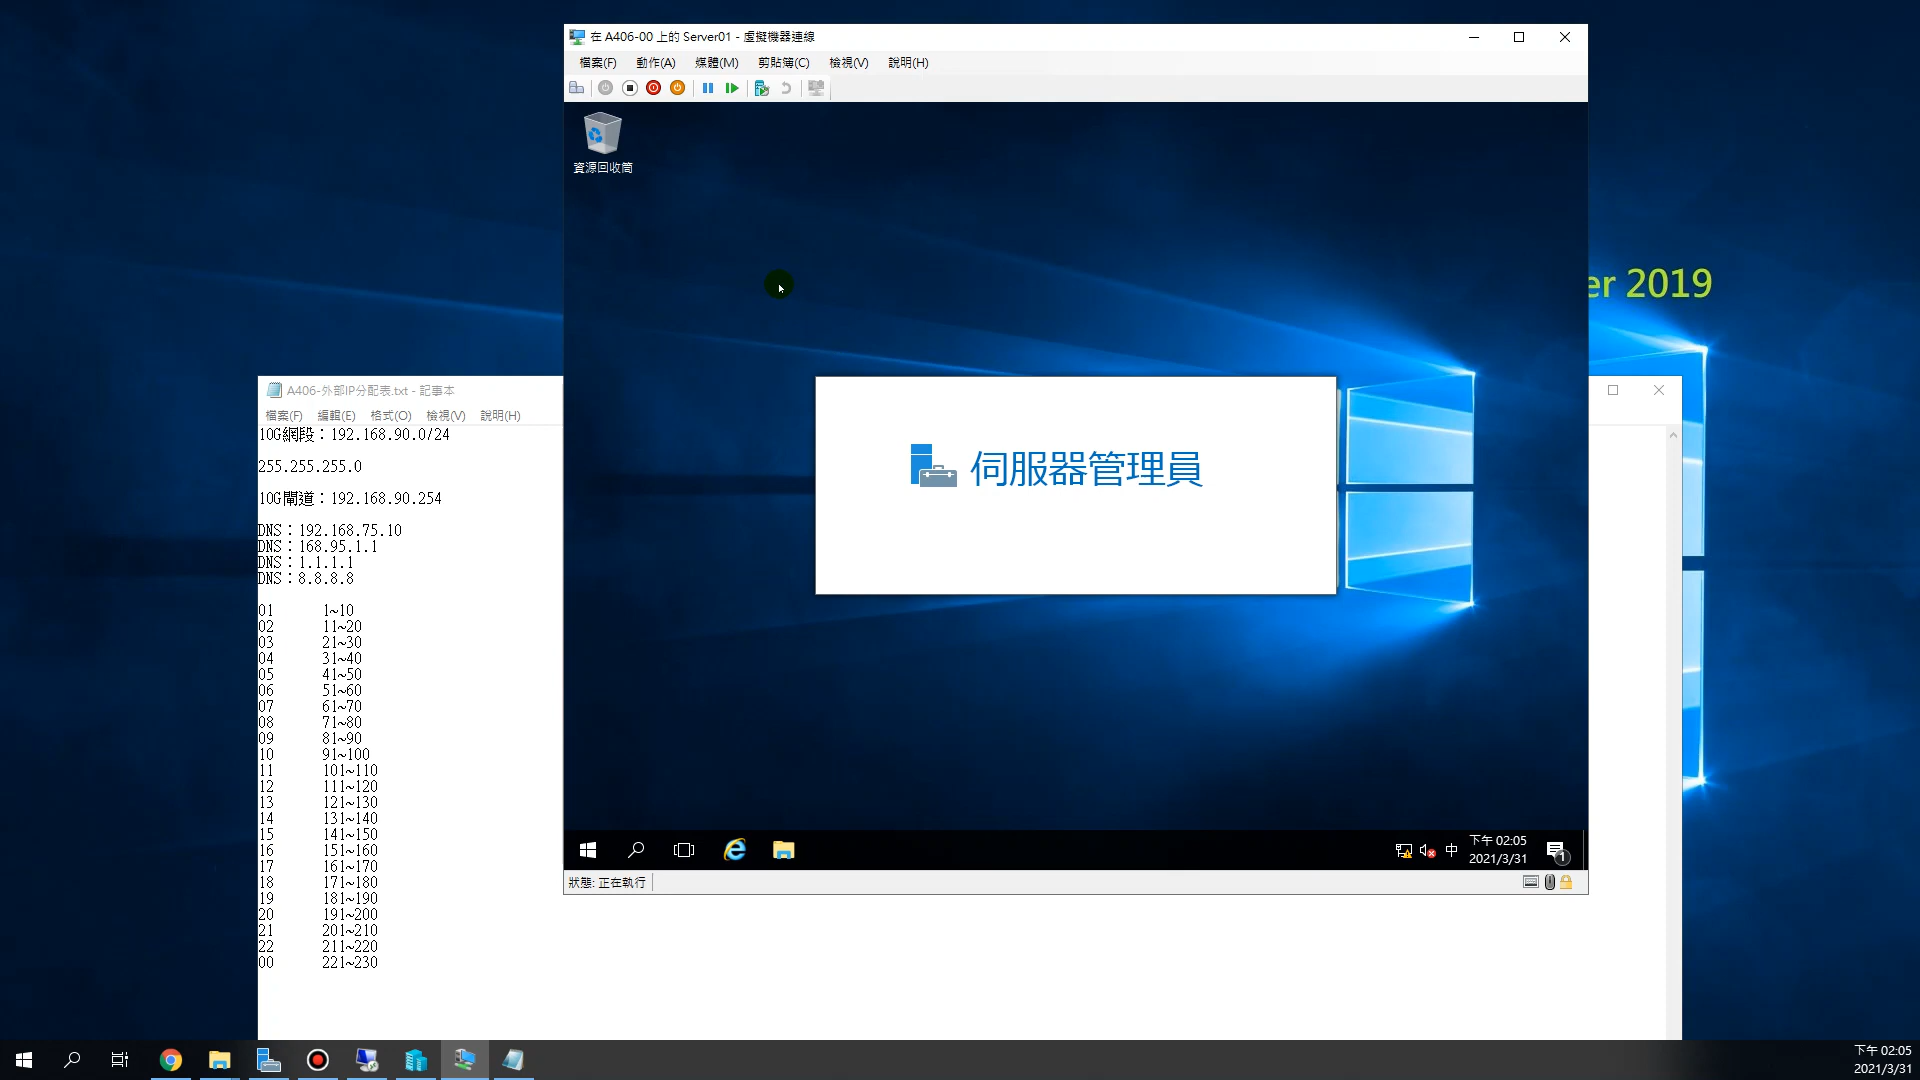 在 A406-00 上的 Server01 - 虛擬機器連線
檔案(F) 動作(A) 媒體(M) 剪貼簿(C) 檢視(V) 說明(H)
資源回收筒
er 2019
伺服器管理員
中
下午 02:05
2021/3/31
1
狀態: 正在執行
A406-外部IP分配表.txt - 記事本
檔案(F) 編輯(E) 格式(O) 檢視(V) 說明(H)
10G網段：192.168.90.0/24
255.255.255.0
10G閘道：192.168.90.254
DNS：192.168.75.10
DNS：168.95.1.1
DNS：1.1.1.1
DNS：8.8.8.8
01 1~10
02 11~20
03 21~30
04 31~40
05 41~50
06 51~60
07 61~70
08 71~80
09 81~90
10 91~100
11 101~110
12 111~120
13 121~130
14 131~140
15 141~150
16 151~160
17 161~170
18 171~180
19 181~190
20 191~200
21 201~210
22 211~220
00 221~230
下午 02:05
2021/3/31